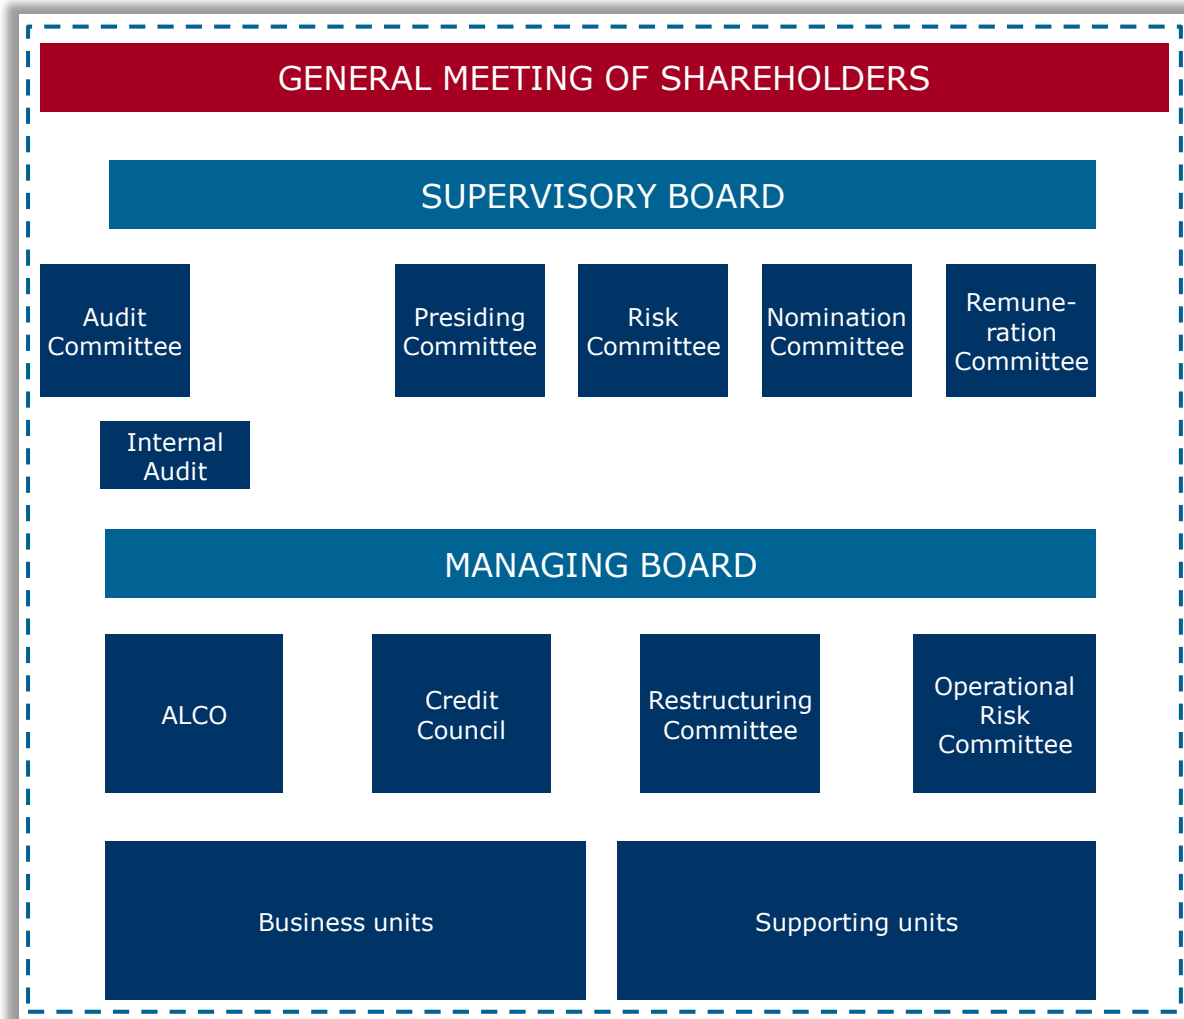 GENERAL MEETING OF SHAREHOLDERS
SUPERVISORY BOARD
Audit
Committee
Presiding
Committee
Risk
Committee
Nomination
Committee
Remune-
ration
Committee
Internal
Audit
MANAGING BOARD
ALCO
Credit
Council
Restructuring
Committee
Operational
Risk
Committee
Business units
Supporting units